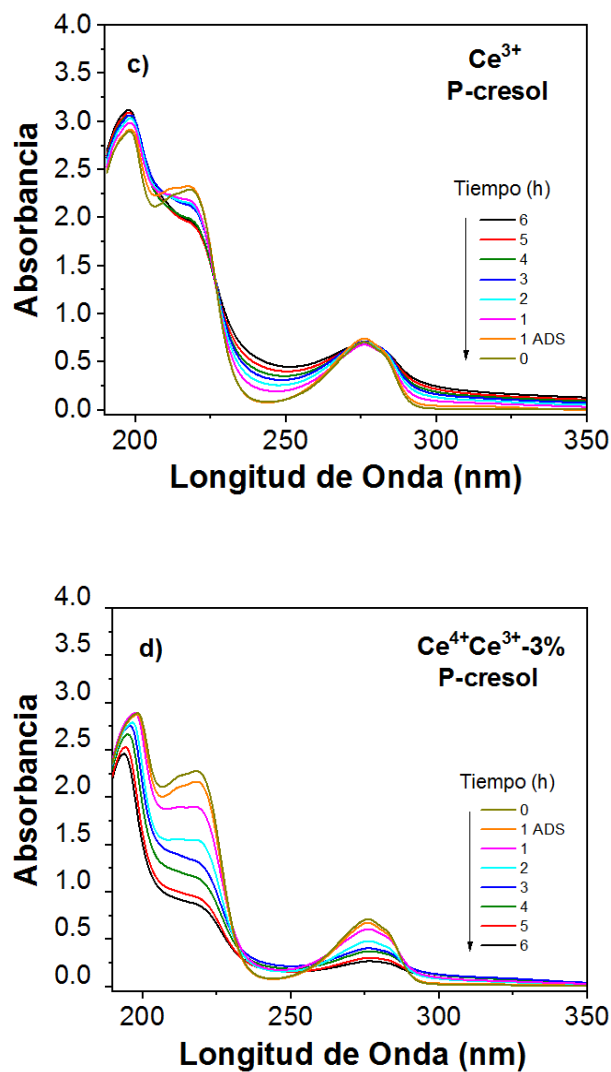 4.0
c)
Ce³⁺
P-cresol
3.5
3.0
2.5
2.0
1.5
1.0
0.5
0.0
Absorbancia
Tiempo (h)
6
5
4
3
2
1
1 ADS
0
200 250 300 350
Longitud de Onda (nm)
4.0
d)
Ce⁴⁺Ce³⁺-3%
P-cresol
3.5
3.0
2.5
2.0
1.5
1.0
0.5
0.0
Absorbancia
Tiempo (h)
0
1 ADS
1
2
3
4
5
6
200 250 300 350
Longitud de Onda (nm)